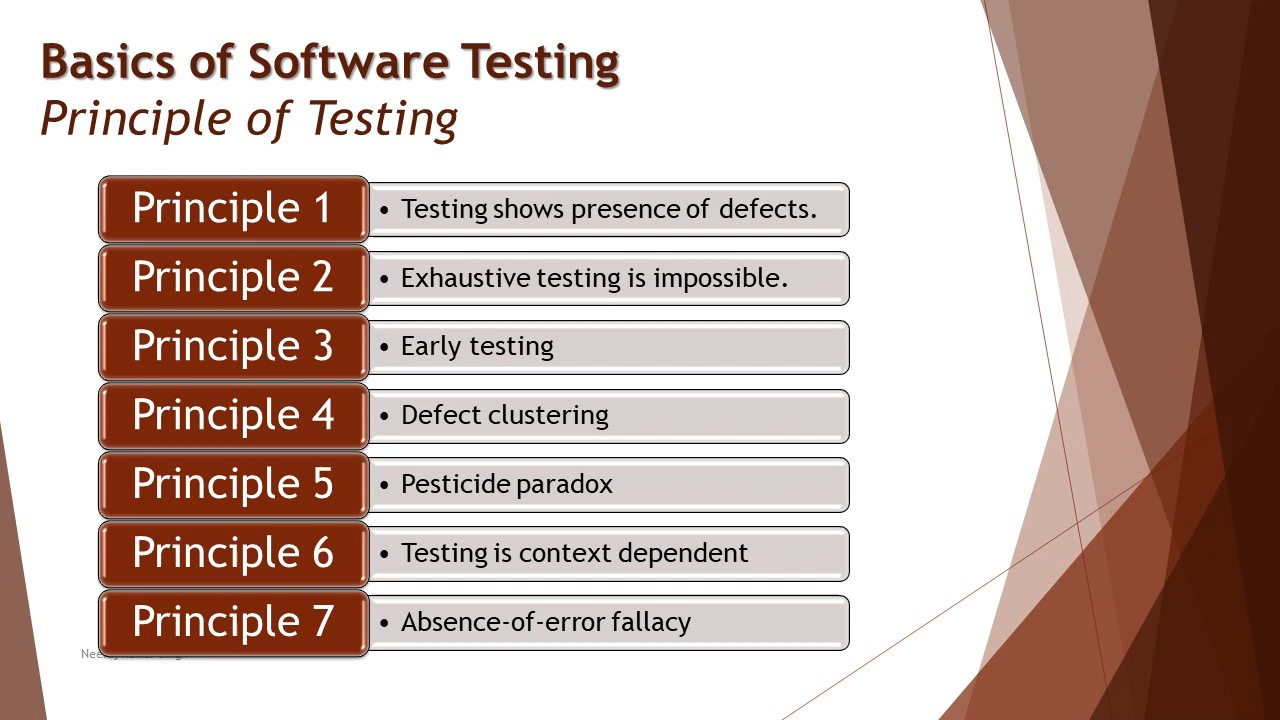 Basics of Software Testing
Principle of Testing
Principle 1
• Testing shows presence of defects.
Principle 2
• Exhaustive testing is impossible.
Principle 3
• Early testing
Principle 4
• Defect clustering
Principle 5
• Pesticide paradox
Principle 6
• Testing is context dependent
Principle 7
• Absence-of-error fallacy